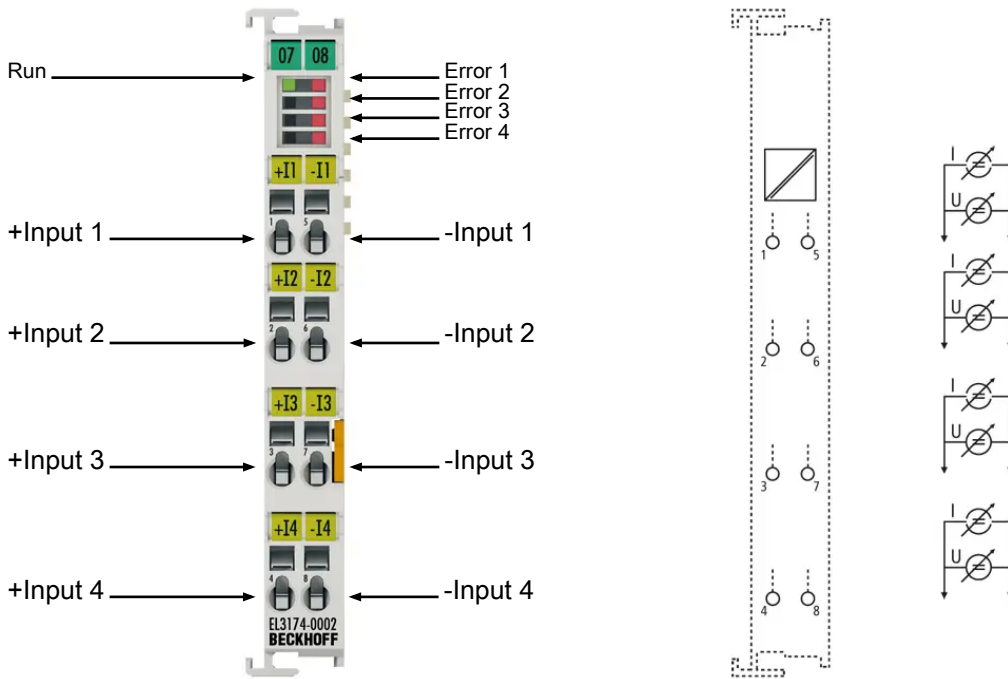 07 08
Run
Error 1
Error 2
Error 3
Error 4
+I1 -I1
1 5
+Input 1
-Input 1
+I2 -I2
2 6
+Input 2
-Input 2
+I3 -I3
3 7
+Input 3
-Input 3
+I4 -I4
4 8
+Input 4
-Input 4
EL3174-0002
BECKHOFF
1 5
2 6
3 7
4 8
I
U
I
U
I
U
I
U